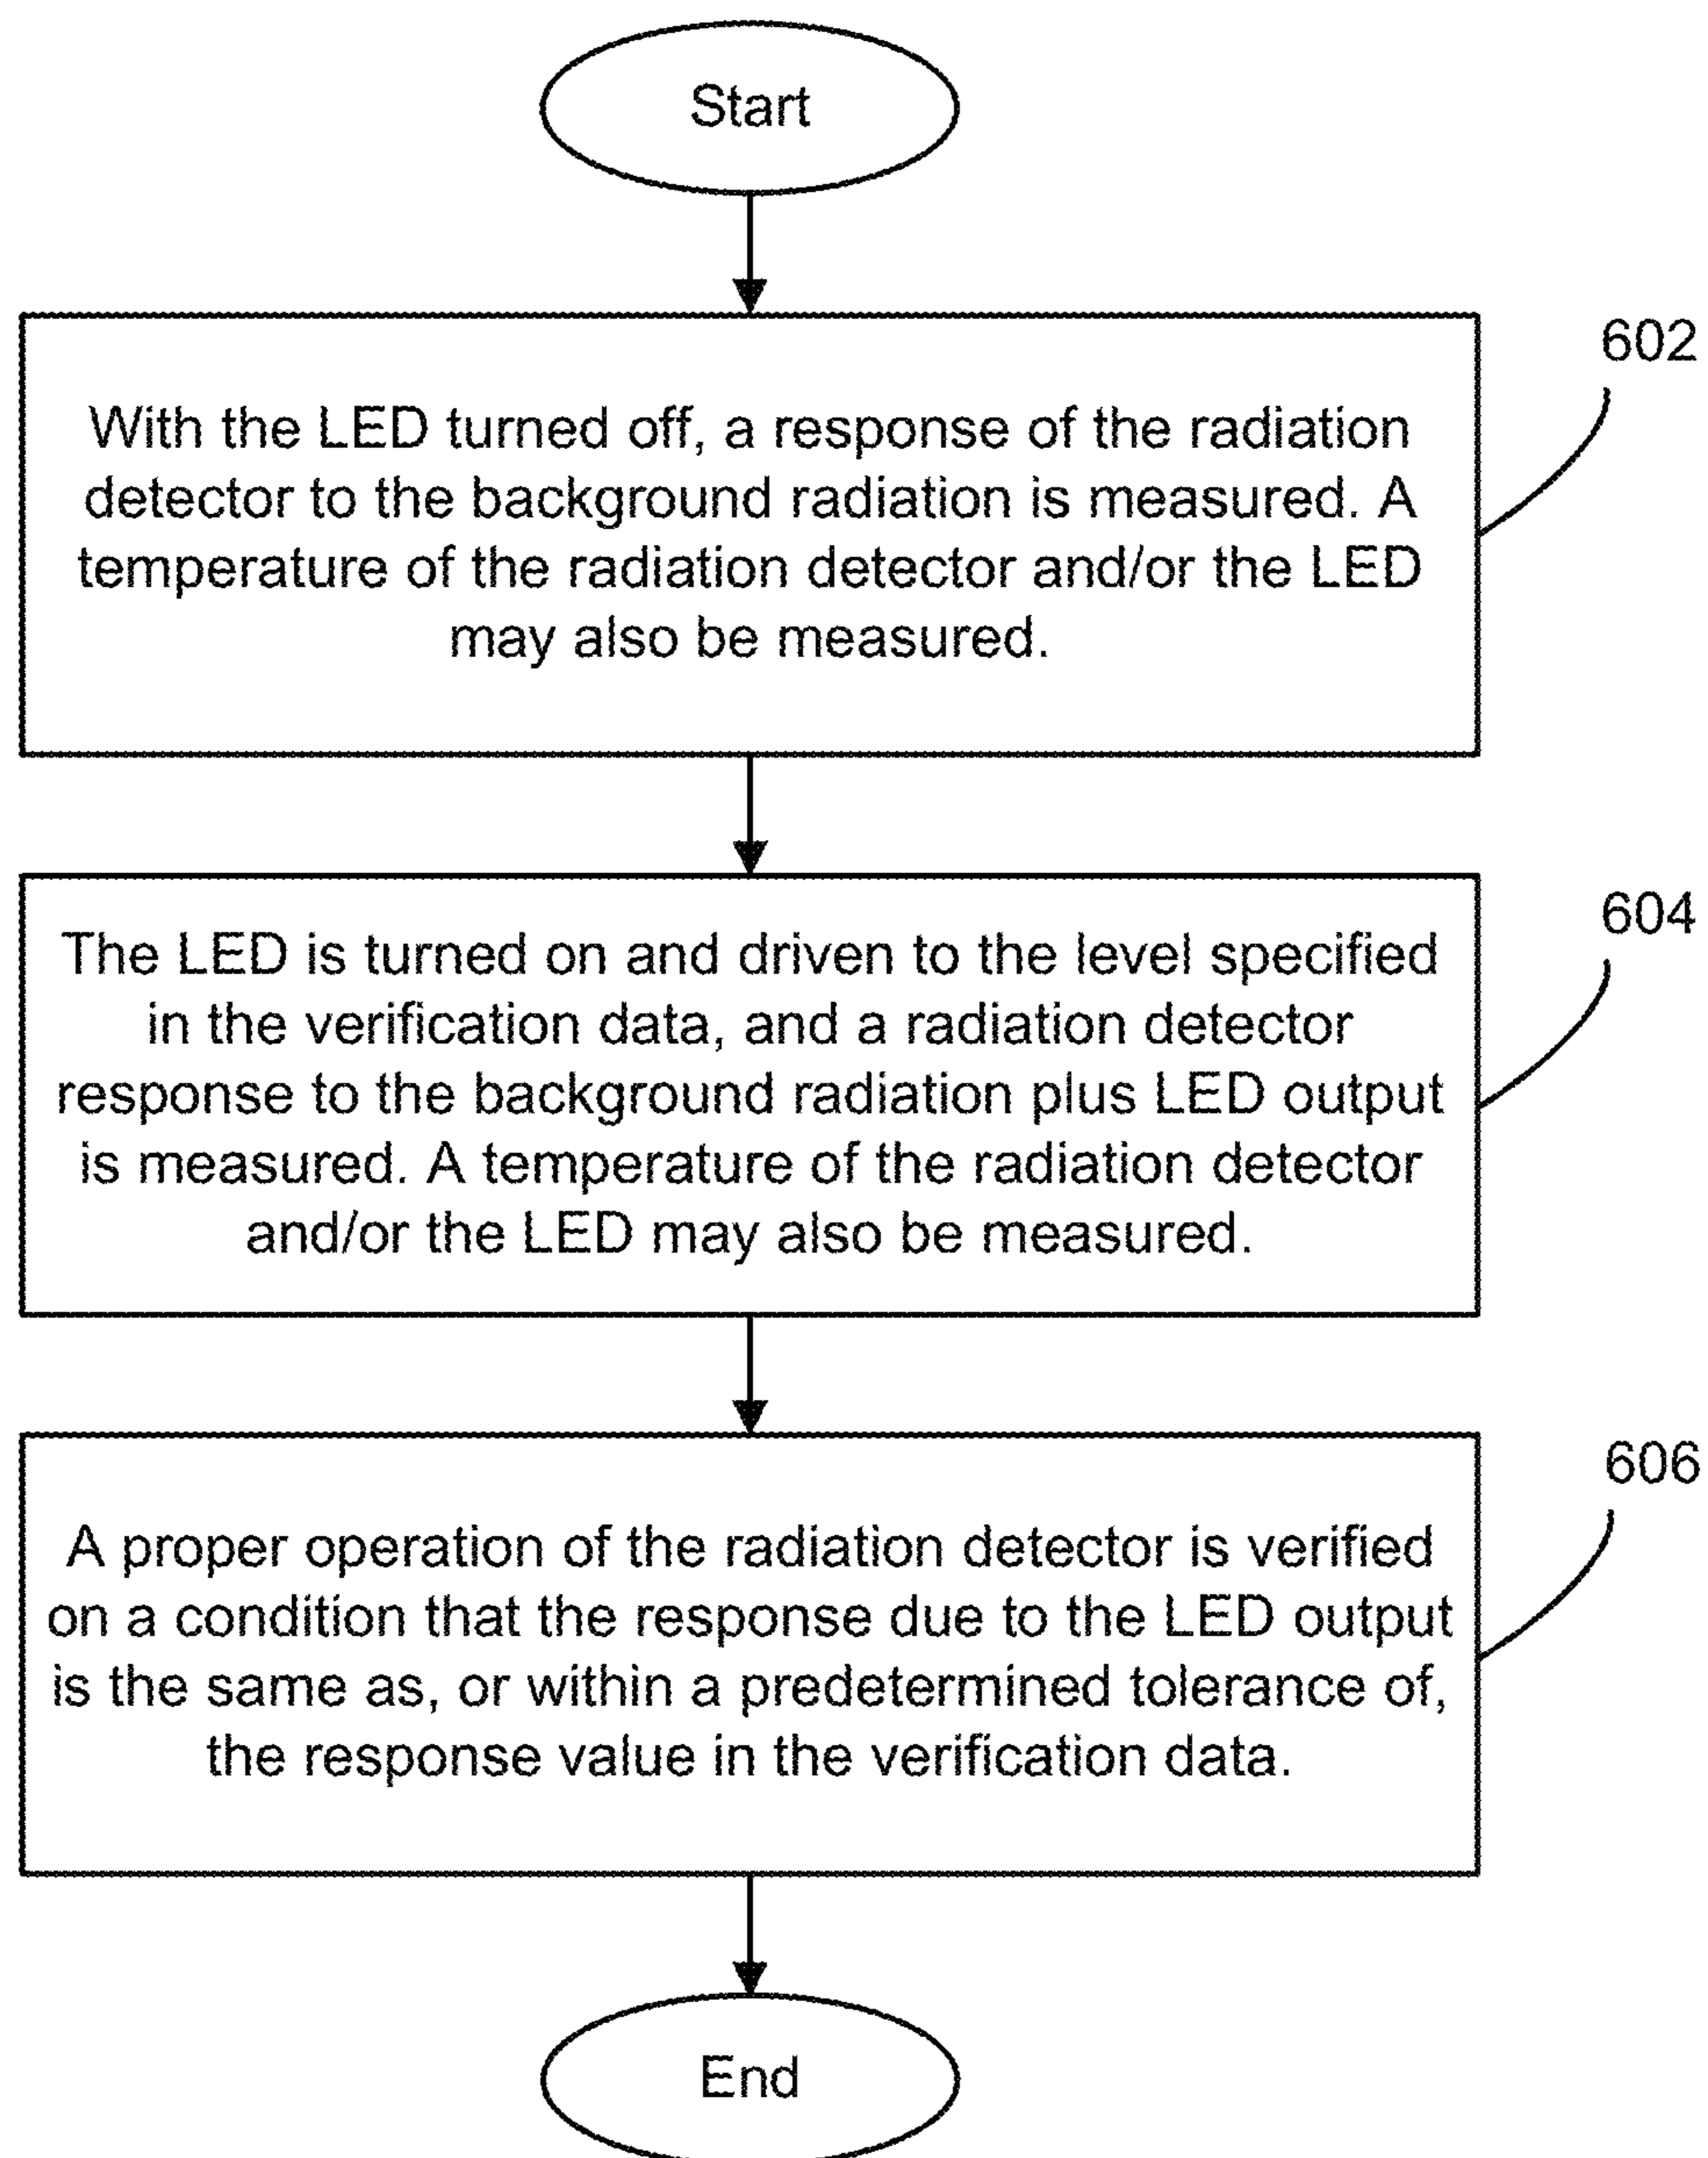 Start
602
With the LED turned off, a response of the radiation
detector to the background radiation is measured. A
temperature of the radiation detector and/or the LED
may also be measured.
604
The LED is turned on and driven to the level specified
in the verification data, and a radiation detector
response to the background radiation plus LED output
is measured. A temperature of the radiation detector
and/or the LED may also be measured.
606
A proper operation of the radiation detector is verified
on a condition that the response due to the LED output
is the same as, or within a predetermined tolerance of,
the response value in the verification data.
End